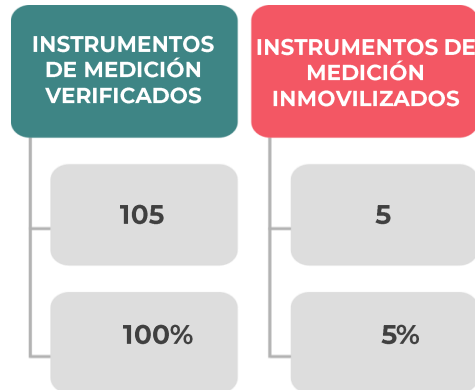 INSTRUMENTOS
DE MEDICIÓN
VERIFICADOS
105
100%
INSTRUMENTOS DE
MEDICIÓN
INMOVILIZADOS
5
5%